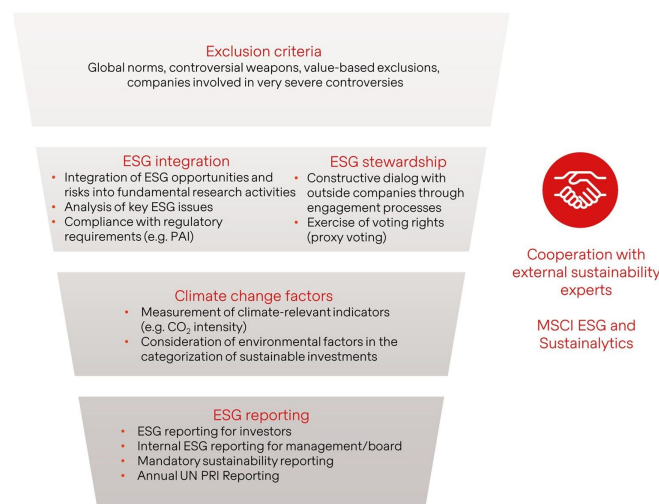 Exclusion criteria
Global norms, controversial weapons, value-based exclusions,
companies involved in very severe controversies
ESG integration
• Integration of ESG opportunities and
risks into fundamental research activities
• Analysis of key ESG issues
• Compliance with regulatory
requirements (e.g. PAI)
ESG stewardship
• Constructive dialog with
outside companies through
engagement processes
• Exercise of voting rights
(proxy voting)
Climate change factors
• Measurement of climate-relevant indicators
(e.g. CO₂ intensity)
• Consideration of environmental factors in the
categorization of sustainable investments
ESG reporting
• ESG reporting for investors
• Internal ESG reporting for management/board
• Mandatory sustainability reporting
• Annual UN PRI Reporting
Cooperation with
external sustainability
experts
MSCI ESG and
Sustainalytics